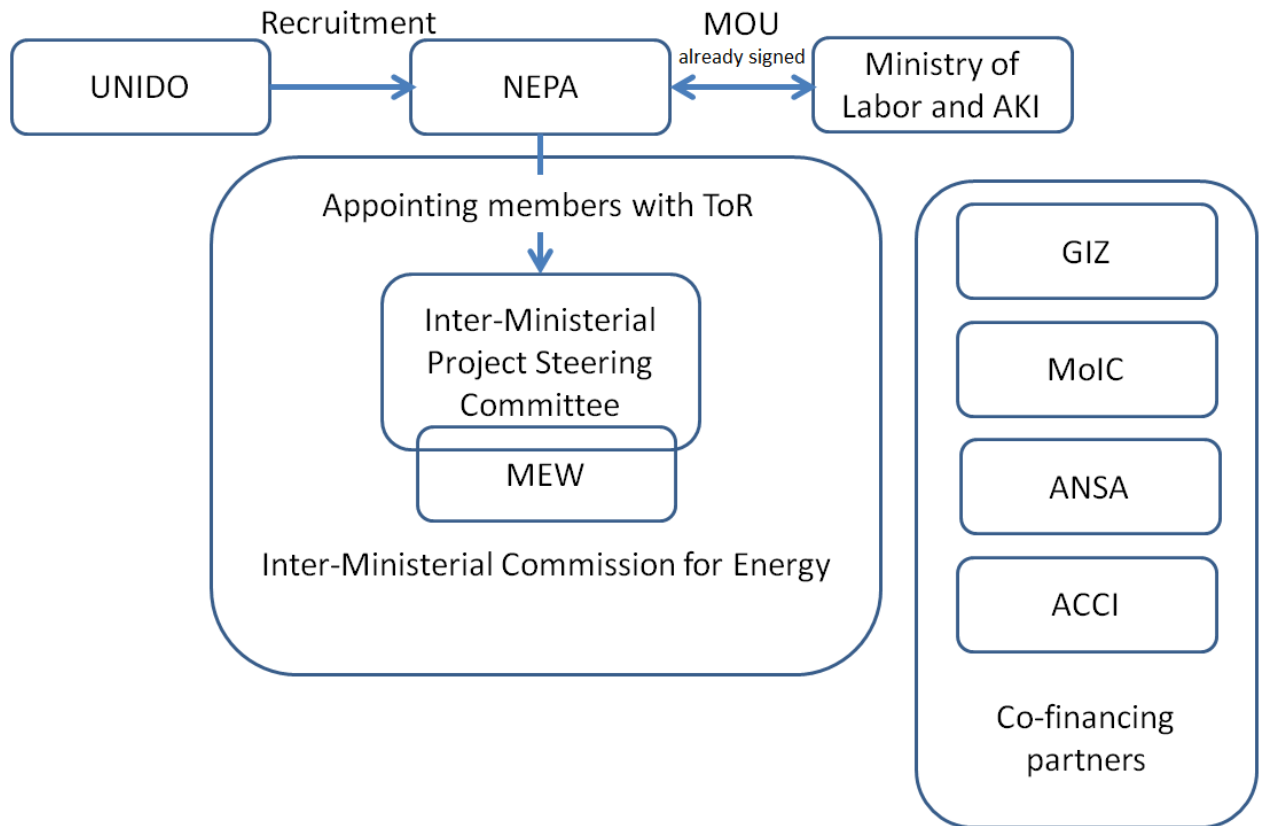 Recruitment
MOU
already signed
UNIDO
NEPA
Ministry of
Labor and AKI
Appointing members with ToR
Inter-Ministerial
Project Steering
Committee
MEW
Inter-Ministerial Commission for Energy
GIZ
MoIC
ANSA
ACCI
Co-financing
partners